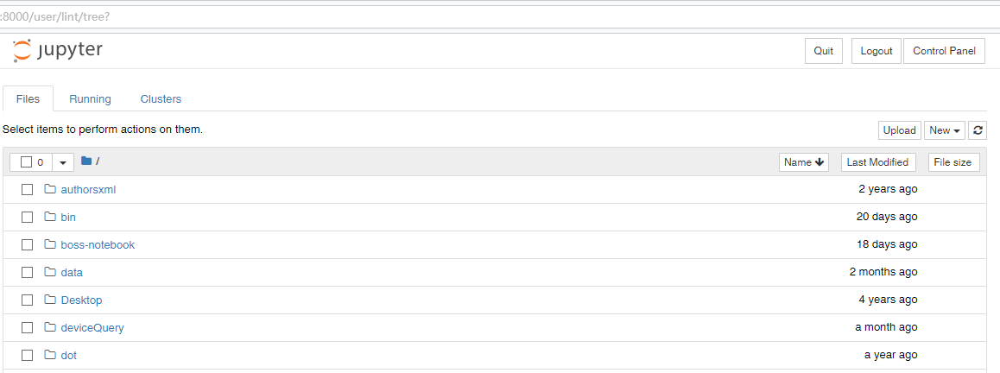 :8000/user/lint/tree?
jupyter
Quit Logout Control Panel
Files Running Clusters
Select items to perform actions on them.
Upload New
0 / Name Last Modified File size
authorsxml 2 years ago
bin 20 days ago
boss-notebook 18 days ago
data 2 months ago
Desktop 4 years ago
deviceQuery a month ago
dot a year ago